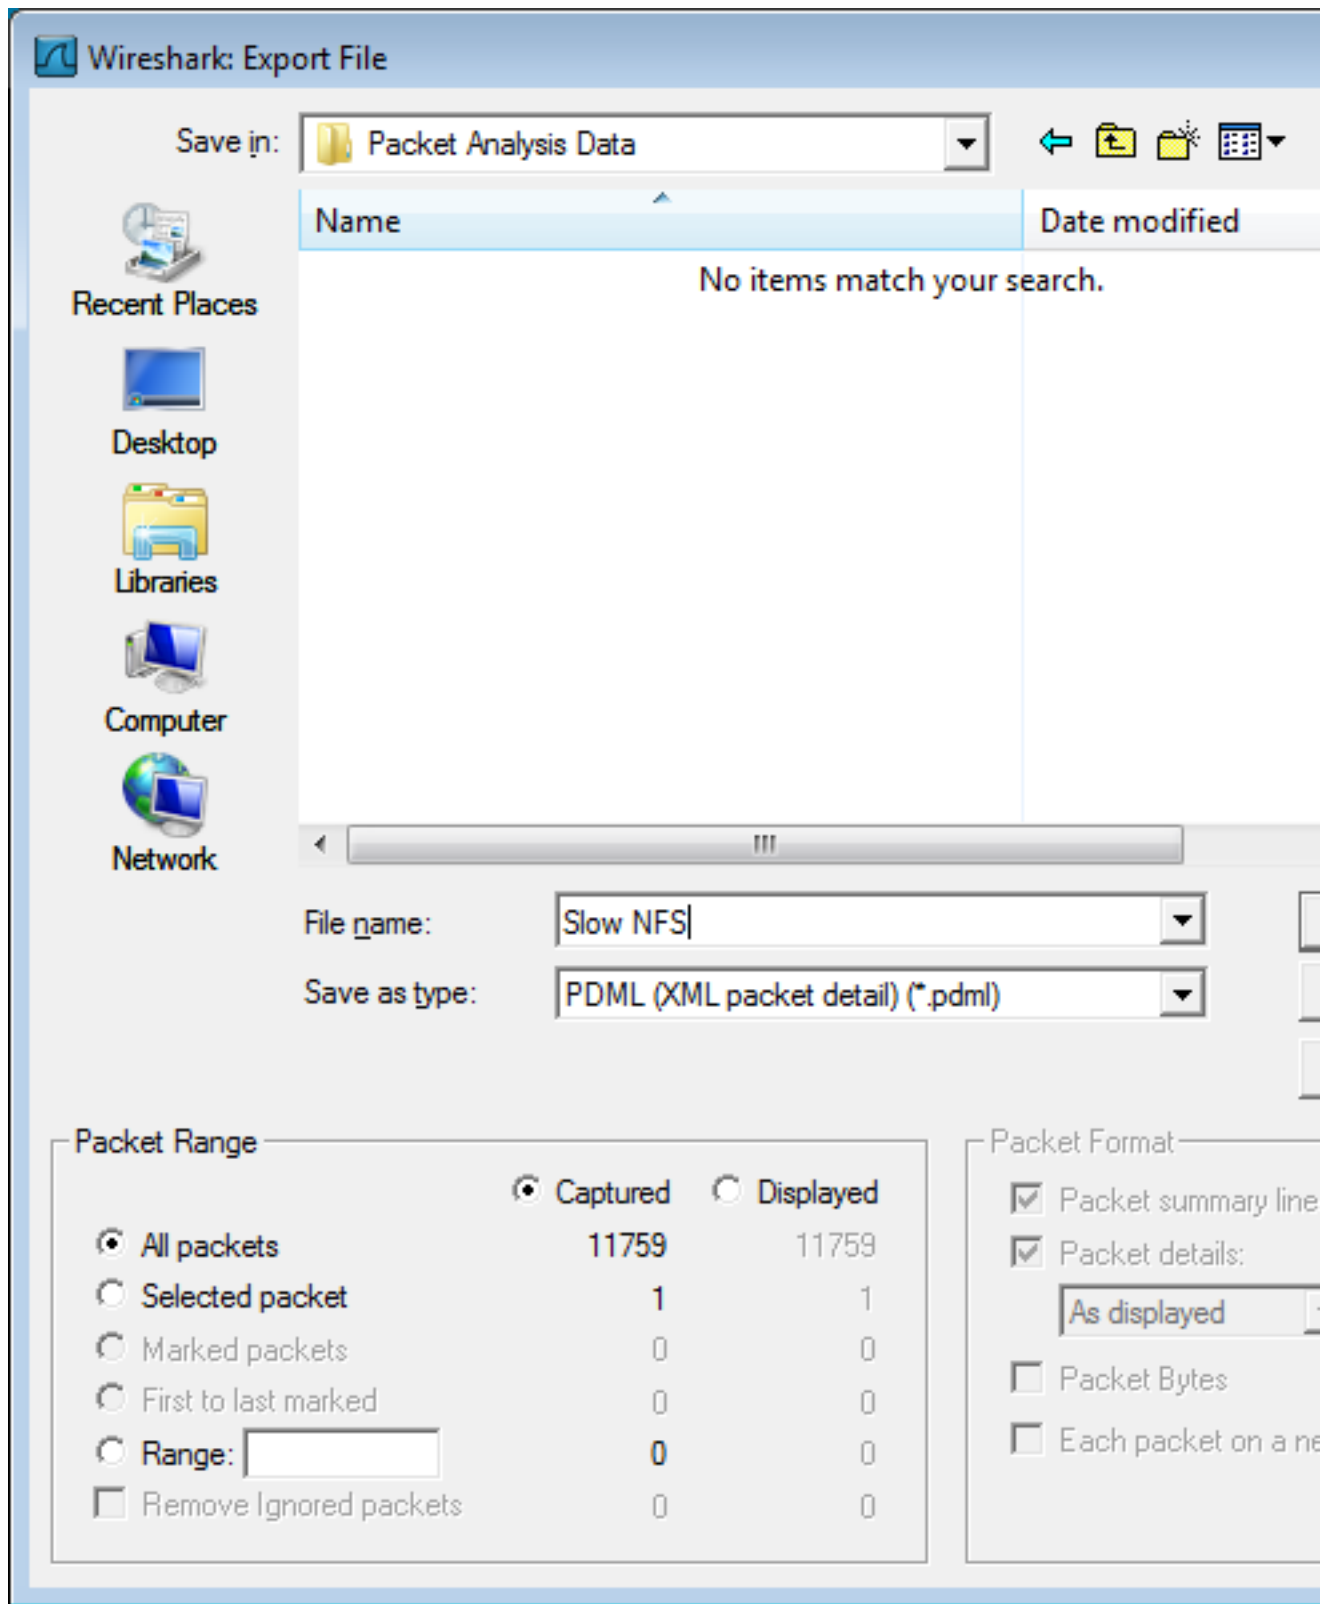 Wireshark: Export File
Save in: Packet Analysis Data
Name Date modified
No items match your search.
Recent Places
Desktop
Libraries
Computer
Network
File name: Slow NFS
Save as type: PDML (XML packet detail) (*.pdml)
Packet Range
Captured Displayed
All packets 11759 11759
Selected packet 1 1
Marked packets 0 0
First to last marked 0 0
Range: 0 0
Remove Ignored packets 0 0
Packet Format
Packet summary line
Packet details:
As displayed
Packet Bytes
Each packet on a ne